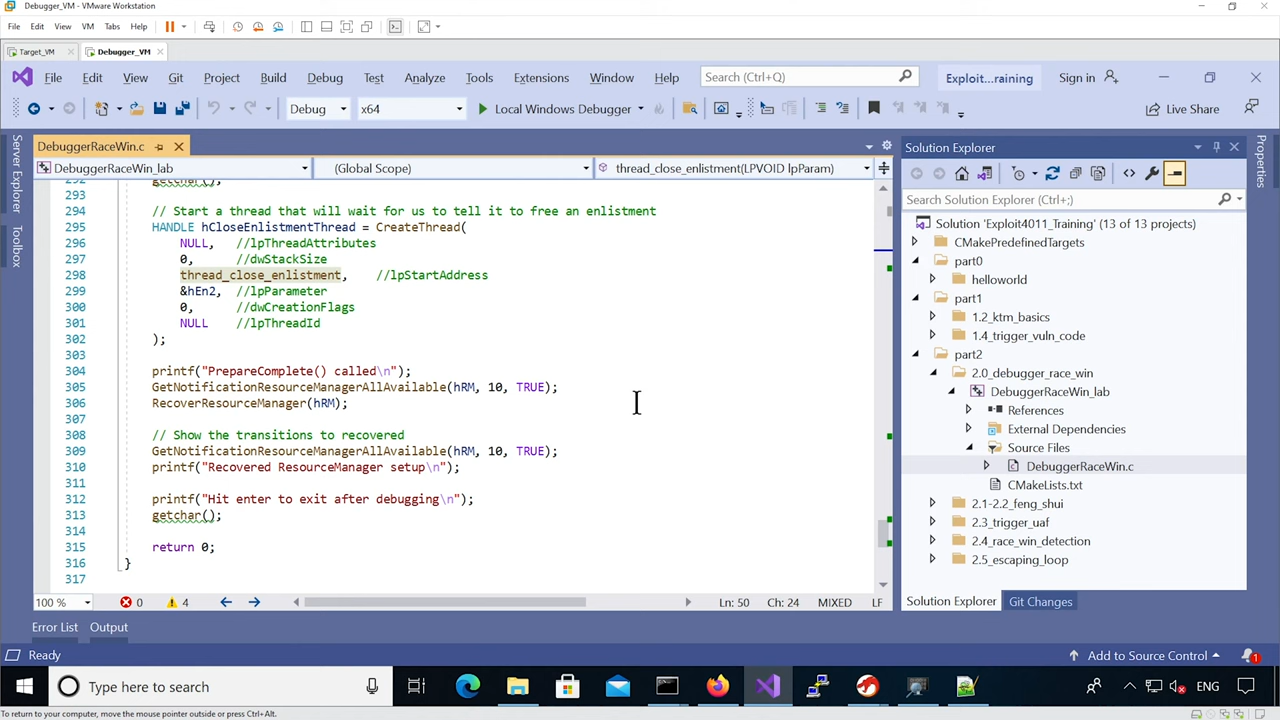 Debugger_VM - VMware Workstation
File Edit View VM Tabs Help
Target_VM Debugger_VM
File Edit View Git Project Build Debug Test Analyze Tools Extensions Window Help Search (Ctrl+Q) Exploit...raining Sign in
Debug x64 Local Windows Debugger Live Share
Server Explorer
Toolbox
DebuggerRaceWin.c
DebuggerRaceWin_lab (Global Scope) thread_close_enlistment(LPVOID lpParam)
292 getchar();
293
294 // Start a thread that will wait for us to tell it to free an enlistment
295 HANDLE hCloseEnlistmentThread = CreateThread(
296 NULL, //lpThreadAttributes
297 0, //dwStackSize
298 thread_close_enlistment, //lpStartAddress
299 &hEn2, //lpParameter
300 0, //dwCreationFlags
301 NULL //lpThreadId
302 );
303
304 printf("PrepareComplete() called\n");
305 GetNotificationResourceManagerAllAvailable(hRM, 10, TRUE);
306 RecoverResourceManager(hRM);
307
308 // Show the transitions to recovered
309 GetNotificationResourceManagerAllAvailable(hRM, 10, TRUE);
310 printf("Recovered ResourceManager setup\n");
311
312 printf("Hit enter to exit after debugging\n");
313 getchar();
314
315 return 0;
316 }
317
100 % 0 4 Ln: 50 Ch: 24 MIXED LF
Solution Explorer
Search Solution Explorer (Ctrl+;)
Solution 'Exploit4011_Training' (13 of 13 projects)
CMakePredefinedTargets
part0
helloworld
part1
1.2_ktm_basics
1.4_trigger_vuln_code
part2
2.0_debugger_race_win
DebuggerRaceWin_lab
References
External Dependencies
Source Files
DebuggerRaceWin.c
CMakeLists.txt
2.1-2.2_feng_shui
2.3_trigger_uaf
2.4_race_win_detection
2.5_escaping_loop
Solution Explorer Git Changes
Properties
Error List Output
Ready Add to Source Control 1
Type here to search ENG
To return to your computer, move the mouse pointer outside or press Ctrl+Alt.